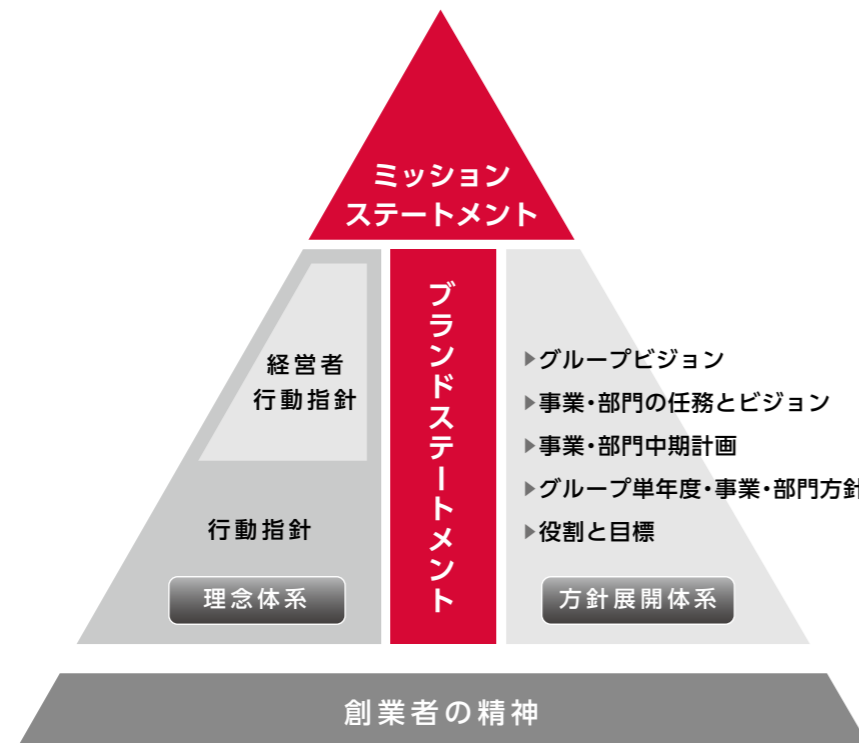 ミッション
ステートメント
ブランドステートメント
経営者
行動指針
行動指針
理念体系
▶グループビジョン
▶事業・部門の任務とビジョン
▶事業・部門中期計画
▶グループ単年度・事業・部門方針
▶役割と目標
方針展開体系
創業者の精神